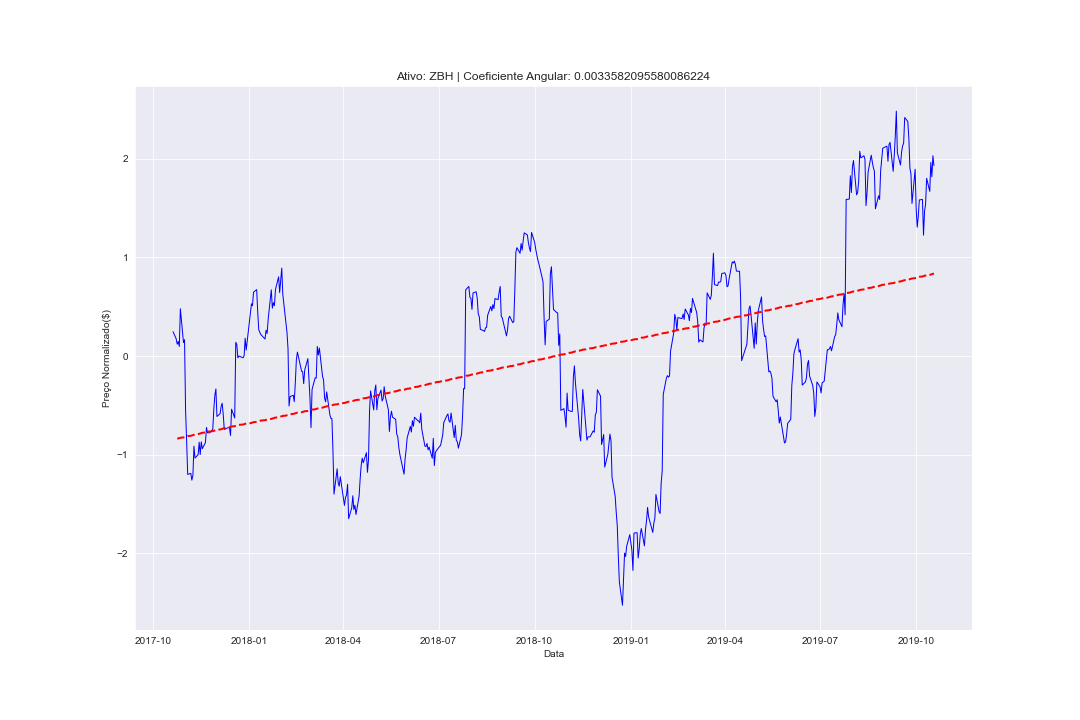 Ativo: ZBH | Coeficiente Angular: 0.0033582095580086224
Preço Normalizado($)
2
1
0
−1
−2
2017-10 2018-01 2018-04 2018-07 2018-10 2019-01 2019-04 2019-07 2019-10
Data